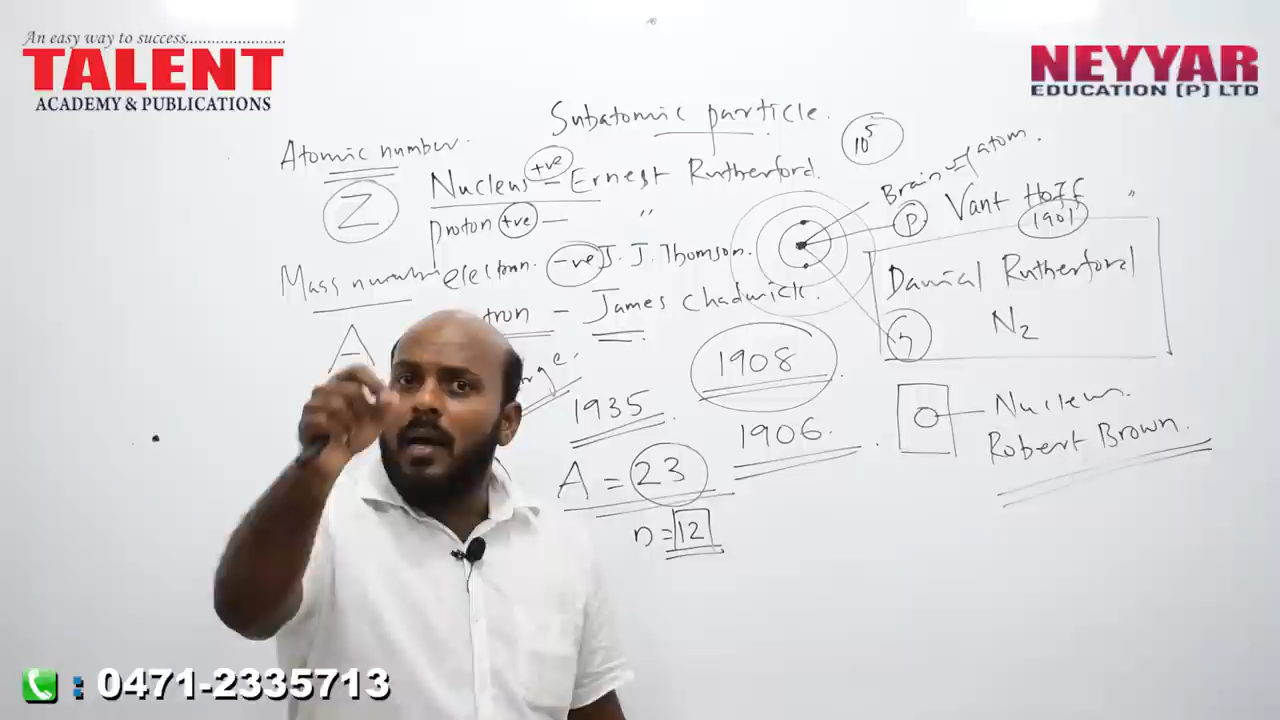 An easy way to success.......................
TALENT
ACADEMY & PUBLICATIONS
NEYYAR
EDUCATION (P) LTD
Subatomic particle.
Atomic number.
Z
Nucleus +ve – Ernest Rutherford.
proton +ve – "
Mass number
electron. -ve J. J. Thomson.
A
tron – James Chadwick.
10⁵
Brain of atom.
P Vant Hoff "
1901
Danial Rutherford
N₂
1908
1935
1906.
A = 23
n = 12
Nucleus.
Robert Brown.
: 0471-2335713